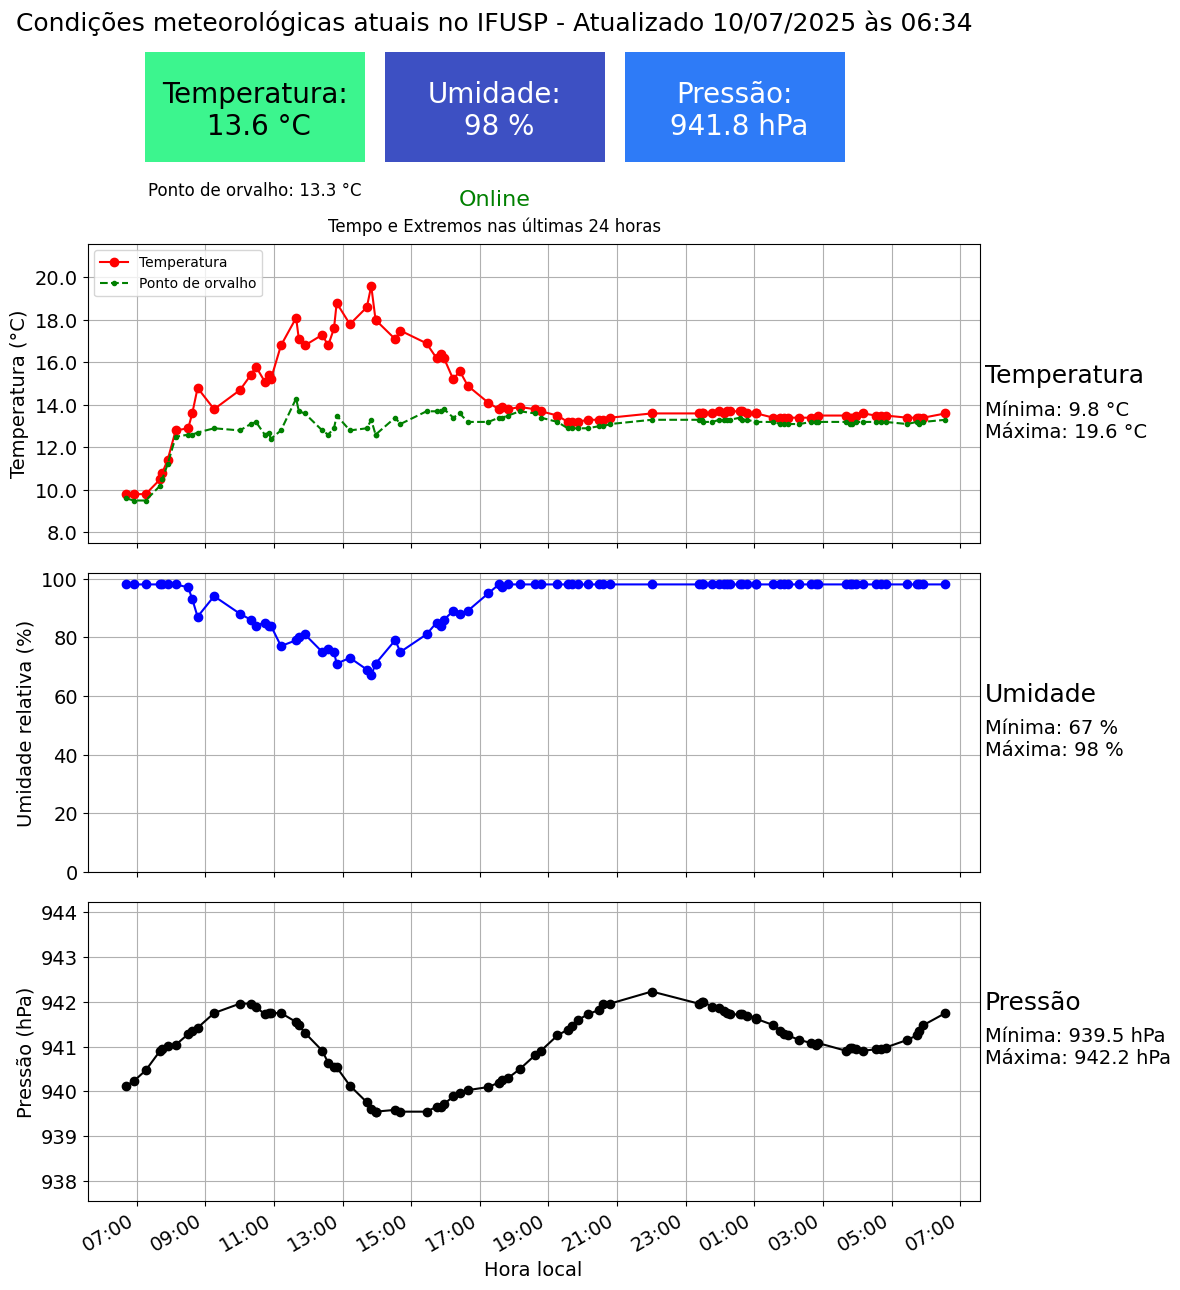 Condições meteorológicas atuais no IFUSP - Atualizado 10/07/2025 às 06:34
Temperatura:
13.6 °C
Umidade:
98 %
Pressão:
941.8 hPa
Ponto de orvalho: 13.3 °C
Online
Tempo e Extremos nas últimas 24 horas
Temperatura
Ponto de orvalho
Temperatura (°C)
20.0
18.0
16.0
14.0
12.0
10.0
8.0
Temperatura
Mínima: 9.8 °C
Máxima: 19.6 °C
Umidade relativa (%)
100
80
60
40
20
0
Umidade
Mínima: 67 %
Máxima: 98 %
Pressão (hPa)
944
943
942
941
940
939
938
Pressão
Mínima: 939.5 hPa
Máxima: 942.2 hPa
07:00 09:00 11:00 13:00 15:00 17:00 19:00 21:00 23:00 01:00 03:00 05:00 07:00
Hora local